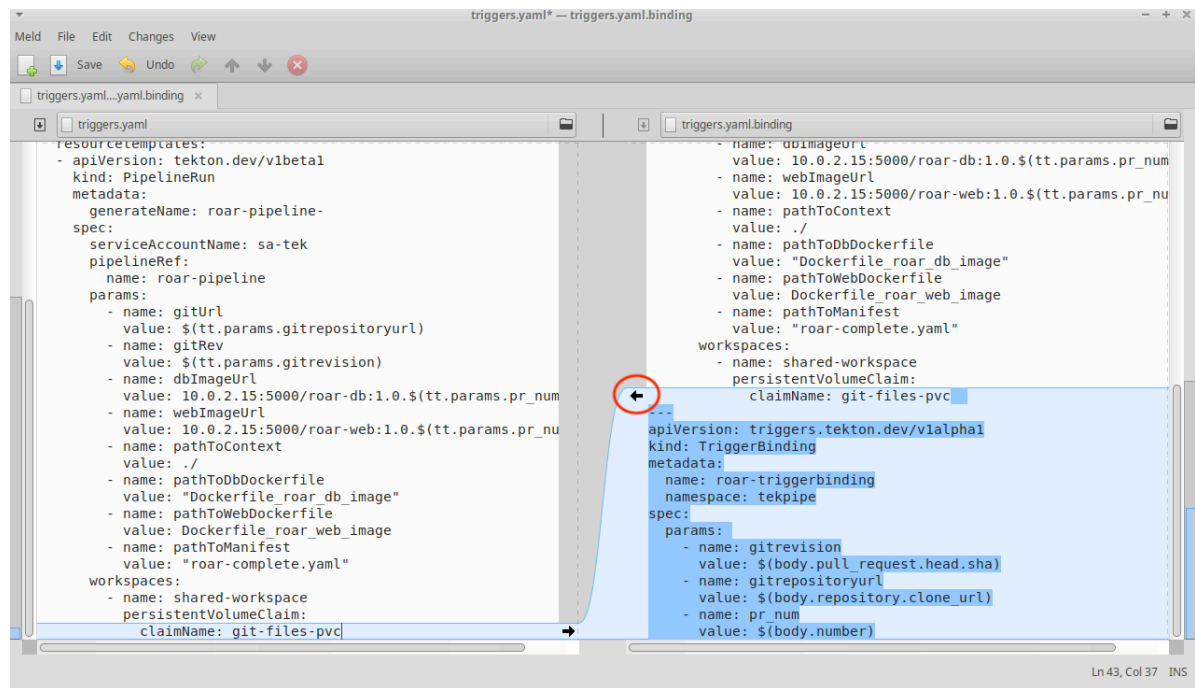 triggers.yaml* — triggers.yaml.binding
Meld File Edit Changes View
Save Undo
triggers.yaml....yaml.binding ×
triggers.yaml
resourcetemplates:
- apiVersion: tekton.dev/v1beta1
kind: PipelineRun
metadata:
generateName: roar-pipeline-
spec:
serviceAccountName: sa-tek
pipelineRef:
name: roar-pipeline
params:
- name: gitUrl
value: $(tt.params.gitrepositoryurl)
- name: gitRev
value: $(tt.params.gitrevision)
- name: dbImageUrl
value: 10.0.2.15:5000/roar-db:1.0.$(tt.params.pr_num
- name: webImageUrl
value: 10.0.2.15:5000/roar-web:1.0.$(tt.params.pr_nu
- name: pathToContext
value: ./
- name: pathToDbDockerfile
value: "Dockerfile_roar_db_image"
- name: pathToWebDockerfile
value: Dockerfile_roar_web_image
- name: pathToManifest
value: "roar-complete.yaml"
workspaces:
- name: shared-workspace
persistentVolumeClaim:
claimName: git-files-pvc
triggers.yaml.binding
- name: dbImageUrl
value: 10.0.2.15:5000/roar-db:1.0.$(tt.params.pr_num
- name: webImageUrl
value: 10.0.2.15:5000/roar-web:1.0.$(tt.params.pr_nu
- name: pathToContext
value: ./
- name: pathToDbDockerfile
value: "Dockerfile_roar_db_image"
- name: pathToWebDockerfile
value: Dockerfile_roar_web_image
- name: pathToManifest
value: "roar-complete.yaml"
workspaces:
- name: shared-workspace
persistentVolumeClaim:
claimName: git-files-pvc
---
apiVersion: triggers.tekton.dev/v1alpha1
kind: TriggerBinding
metadata:
name: roar-triggerbinding
namespace: tekpipe
spec:
params:
- name: gitrevision
value: $(body.pull_request.head.sha)
- name: gitrepositoryurl
value: $(body.repository.clone_url)
- name: pr_num
value: $(body.number)
Ln 43, Col 37 INS